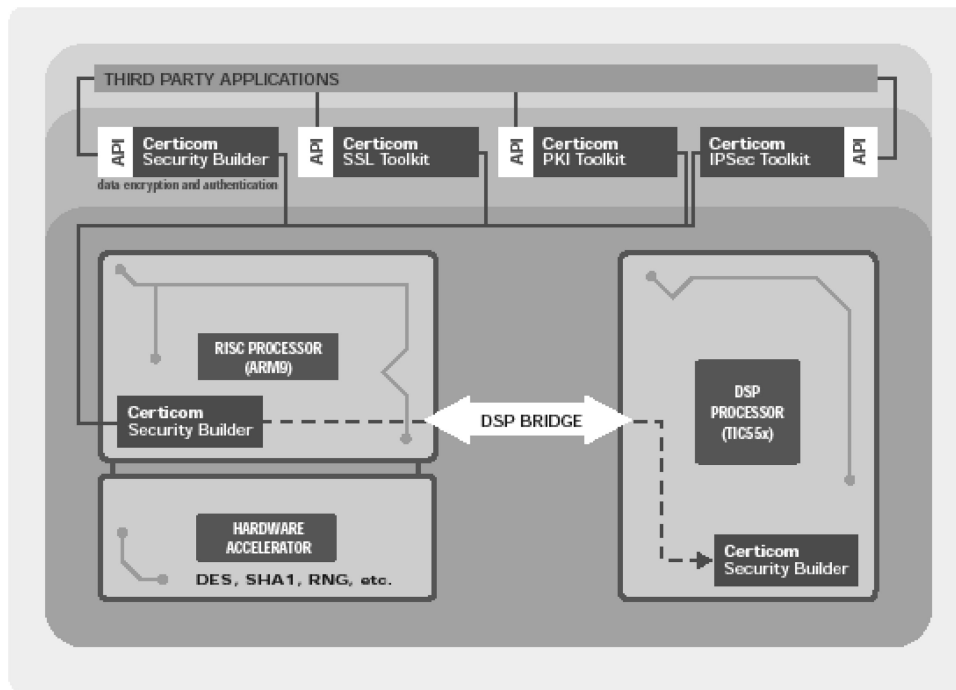 THIRD PARTY APPLICATIONS
API
Certicom
Security Builder
data encryption and authentication
API
Certicom
SSL Toolkit
API
Certicom
PKI Toolkit
Certicom
IPSec Toolkit
API
RISC PROCESSOR
(ARM9)
Certicom
Security Builder
DSP BRIDGE
DSP
PROCESSOR
(TIC55x)
HARDWARE
ACCELERATOR
DES, SHA1, RNG, etc.
Certicom
Security Builder